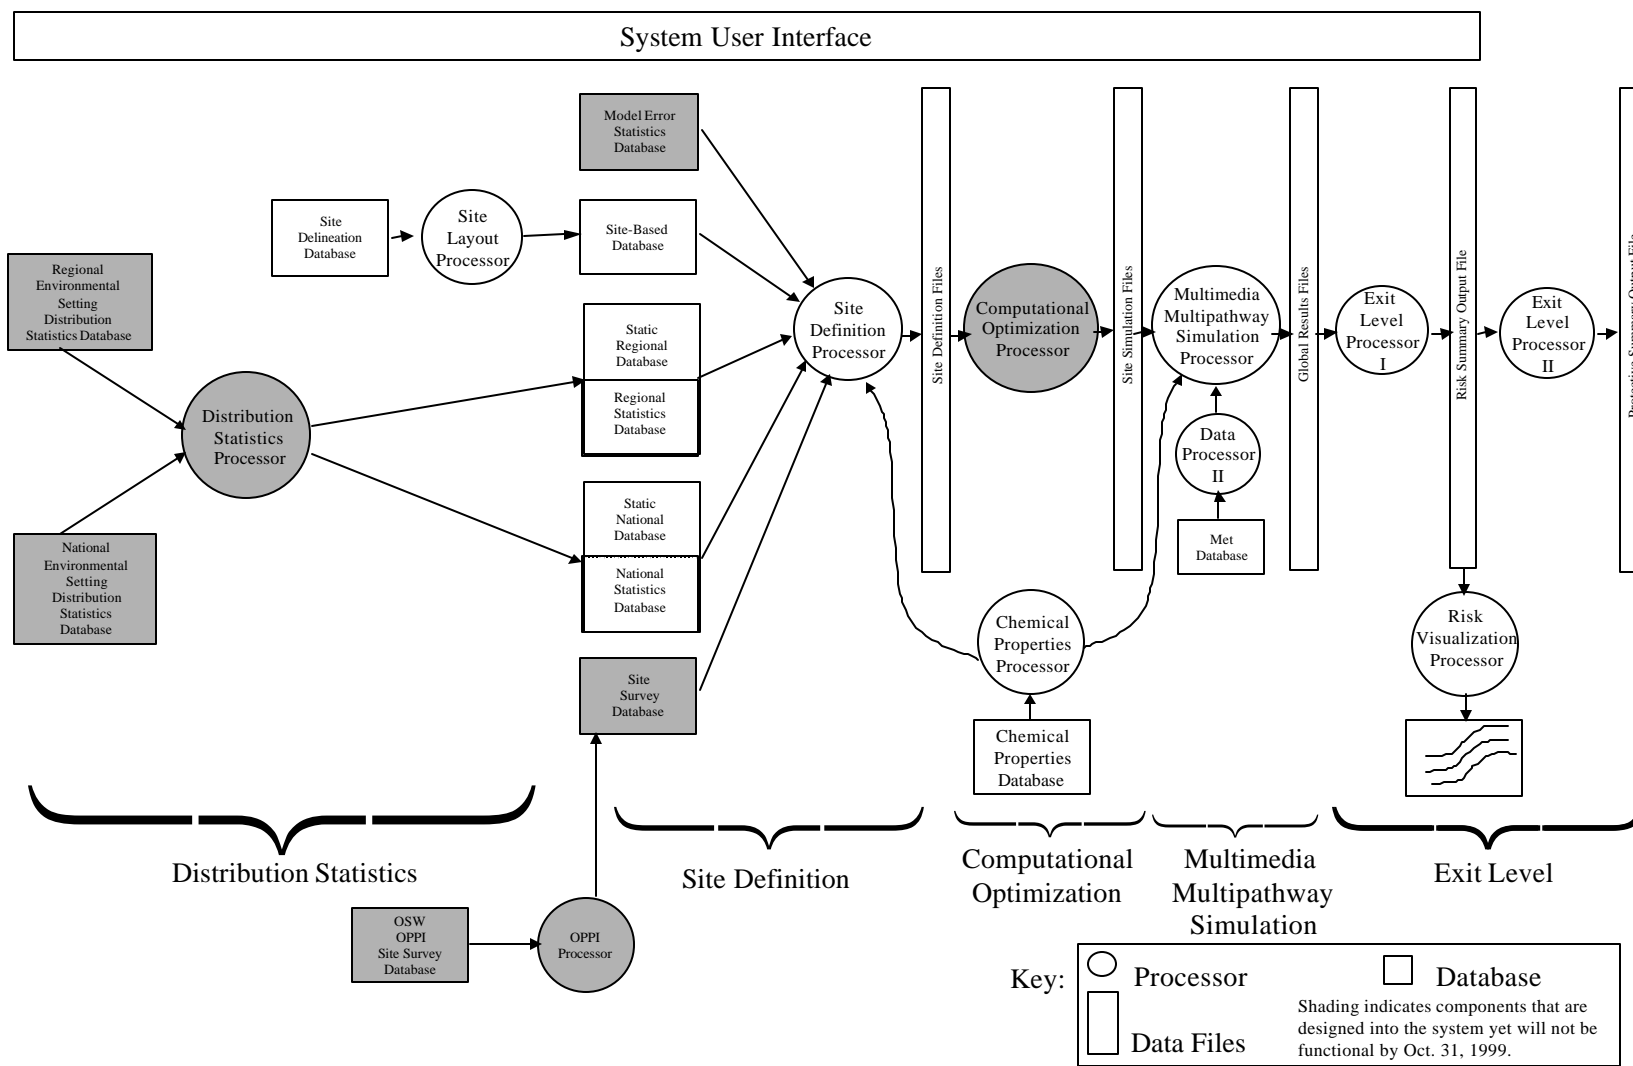 System User Interface
Model Error
Statistics
Database
Site
Delineation
Database
Site
Layout
Processor
Site-Based
Database
Regional
Environmental
Setting
Distribution
Statistics Database
Static
Regional
Database
Regional
Statistics
Database
Distribution
Statistics
Processor
National
Environmental
Setting
Distribution
Statistics
Database
Static
National
Database
National
Statistics
Database
Site
Survey
Database
Site
Definition
Processor
Site Definition Files
Computational
Optimization
Processor
Site Simulation Files
Multimedia
Multipathway
Simulation
Processor
Data
Processor
II
Met
Database
Global Results Files
Exit
Level
Processor
I
Risk Summary Output File
Exit
Level
Processor
II
Protective Summary Output File
Chemical
Properties
Processor
Chemical
Properties
Database
Risk
Visualization
Processor
Distribution Statistics
Site Definition
Computational
Optimization
Multimedia
Multipathway
Simulation
Exit Level
OSW
OPPI
Site Survey
Database
OPPI
Processor
Key:
Processor
Database
Data Files
Shading indicates components that are
designed into the system yet will not be
functional by Oct. 31, 1999.